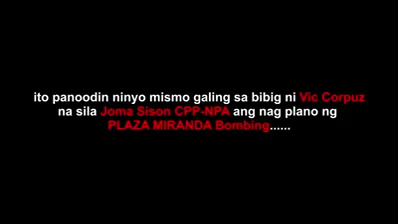 ito panoodin ninyo mismo galing sa bibig ni Vic Corpuz
na sila Joma Sison CPP-NPA ang nag plano ng
PLAZA MIRANDA Bombing......